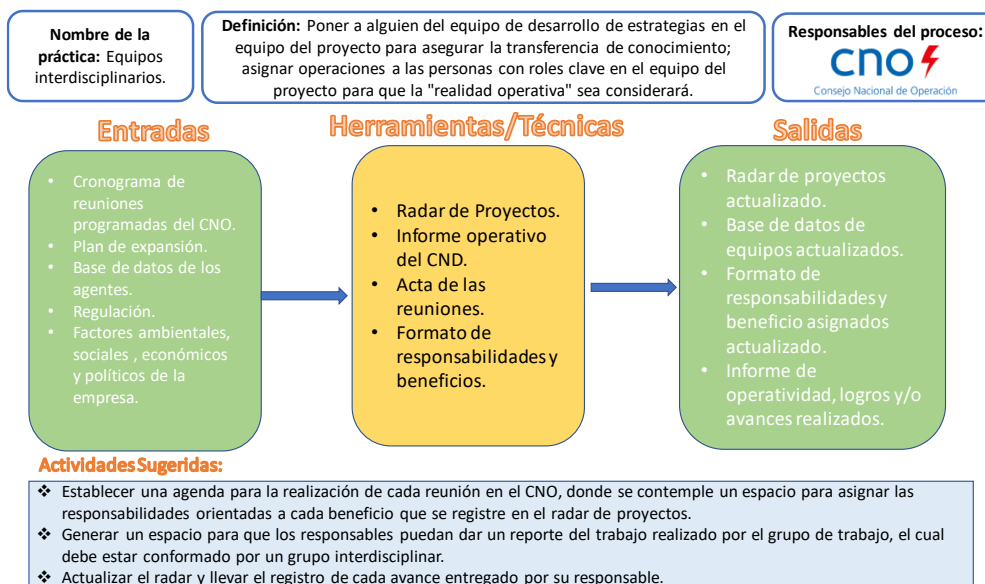 Nombre de la
práctica: Equipos
interdisciplinarios.
Definición: Poner a alguien del equipo de desarrollo de estrategias en el
equipo del proyecto para asegurar la transferencia de conocimiento;
asignar operaciones a las personas con roles clave en el equipo del
proyecto para que la "realidad operativa" sea considerará.
Responsables del proceso:
cno
Consejo Nacional de Operación
Entradas
• Cronograma de
reuniones
programadas del CNO.
• Plan de expansión.
• Base de datos de los
agentes.
• Regulación.
• Factores ambientales,
sociales , económicos
y políticos de la
empresa.
Herramientas/Técnicas
• Radar de Proyectos.
• Informe operativo
del CND.
• Acta de las
reuniones.
• Formato de
responsabilidades y
beneficios.
Salidas
• Radar de proyectos
actualizado.
• Base de datos de
equipos actualizados.
• Formato de
responsabilidades y
beneficio asignados
actualizado.
• Informe de
operatividad, logros y/o
avances realizados.
Actividades Sugeridas:
❖ Establecer una agenda para la realización de cada reunión en el CNO, donde se contemple un espacio para asignar las
responsabilidades orientadas a cada beneficio que se registre en el radar de proyectos.
❖ Generar un espacio para que los responsables puedan dar un reporte del trabajo realizado por el grupo de trabajo, el cual
debe estar conformado por un grupo interdisciplinar.
❖ Actualizar el radar y llevar el registro de cada avance entregado por su responsable.